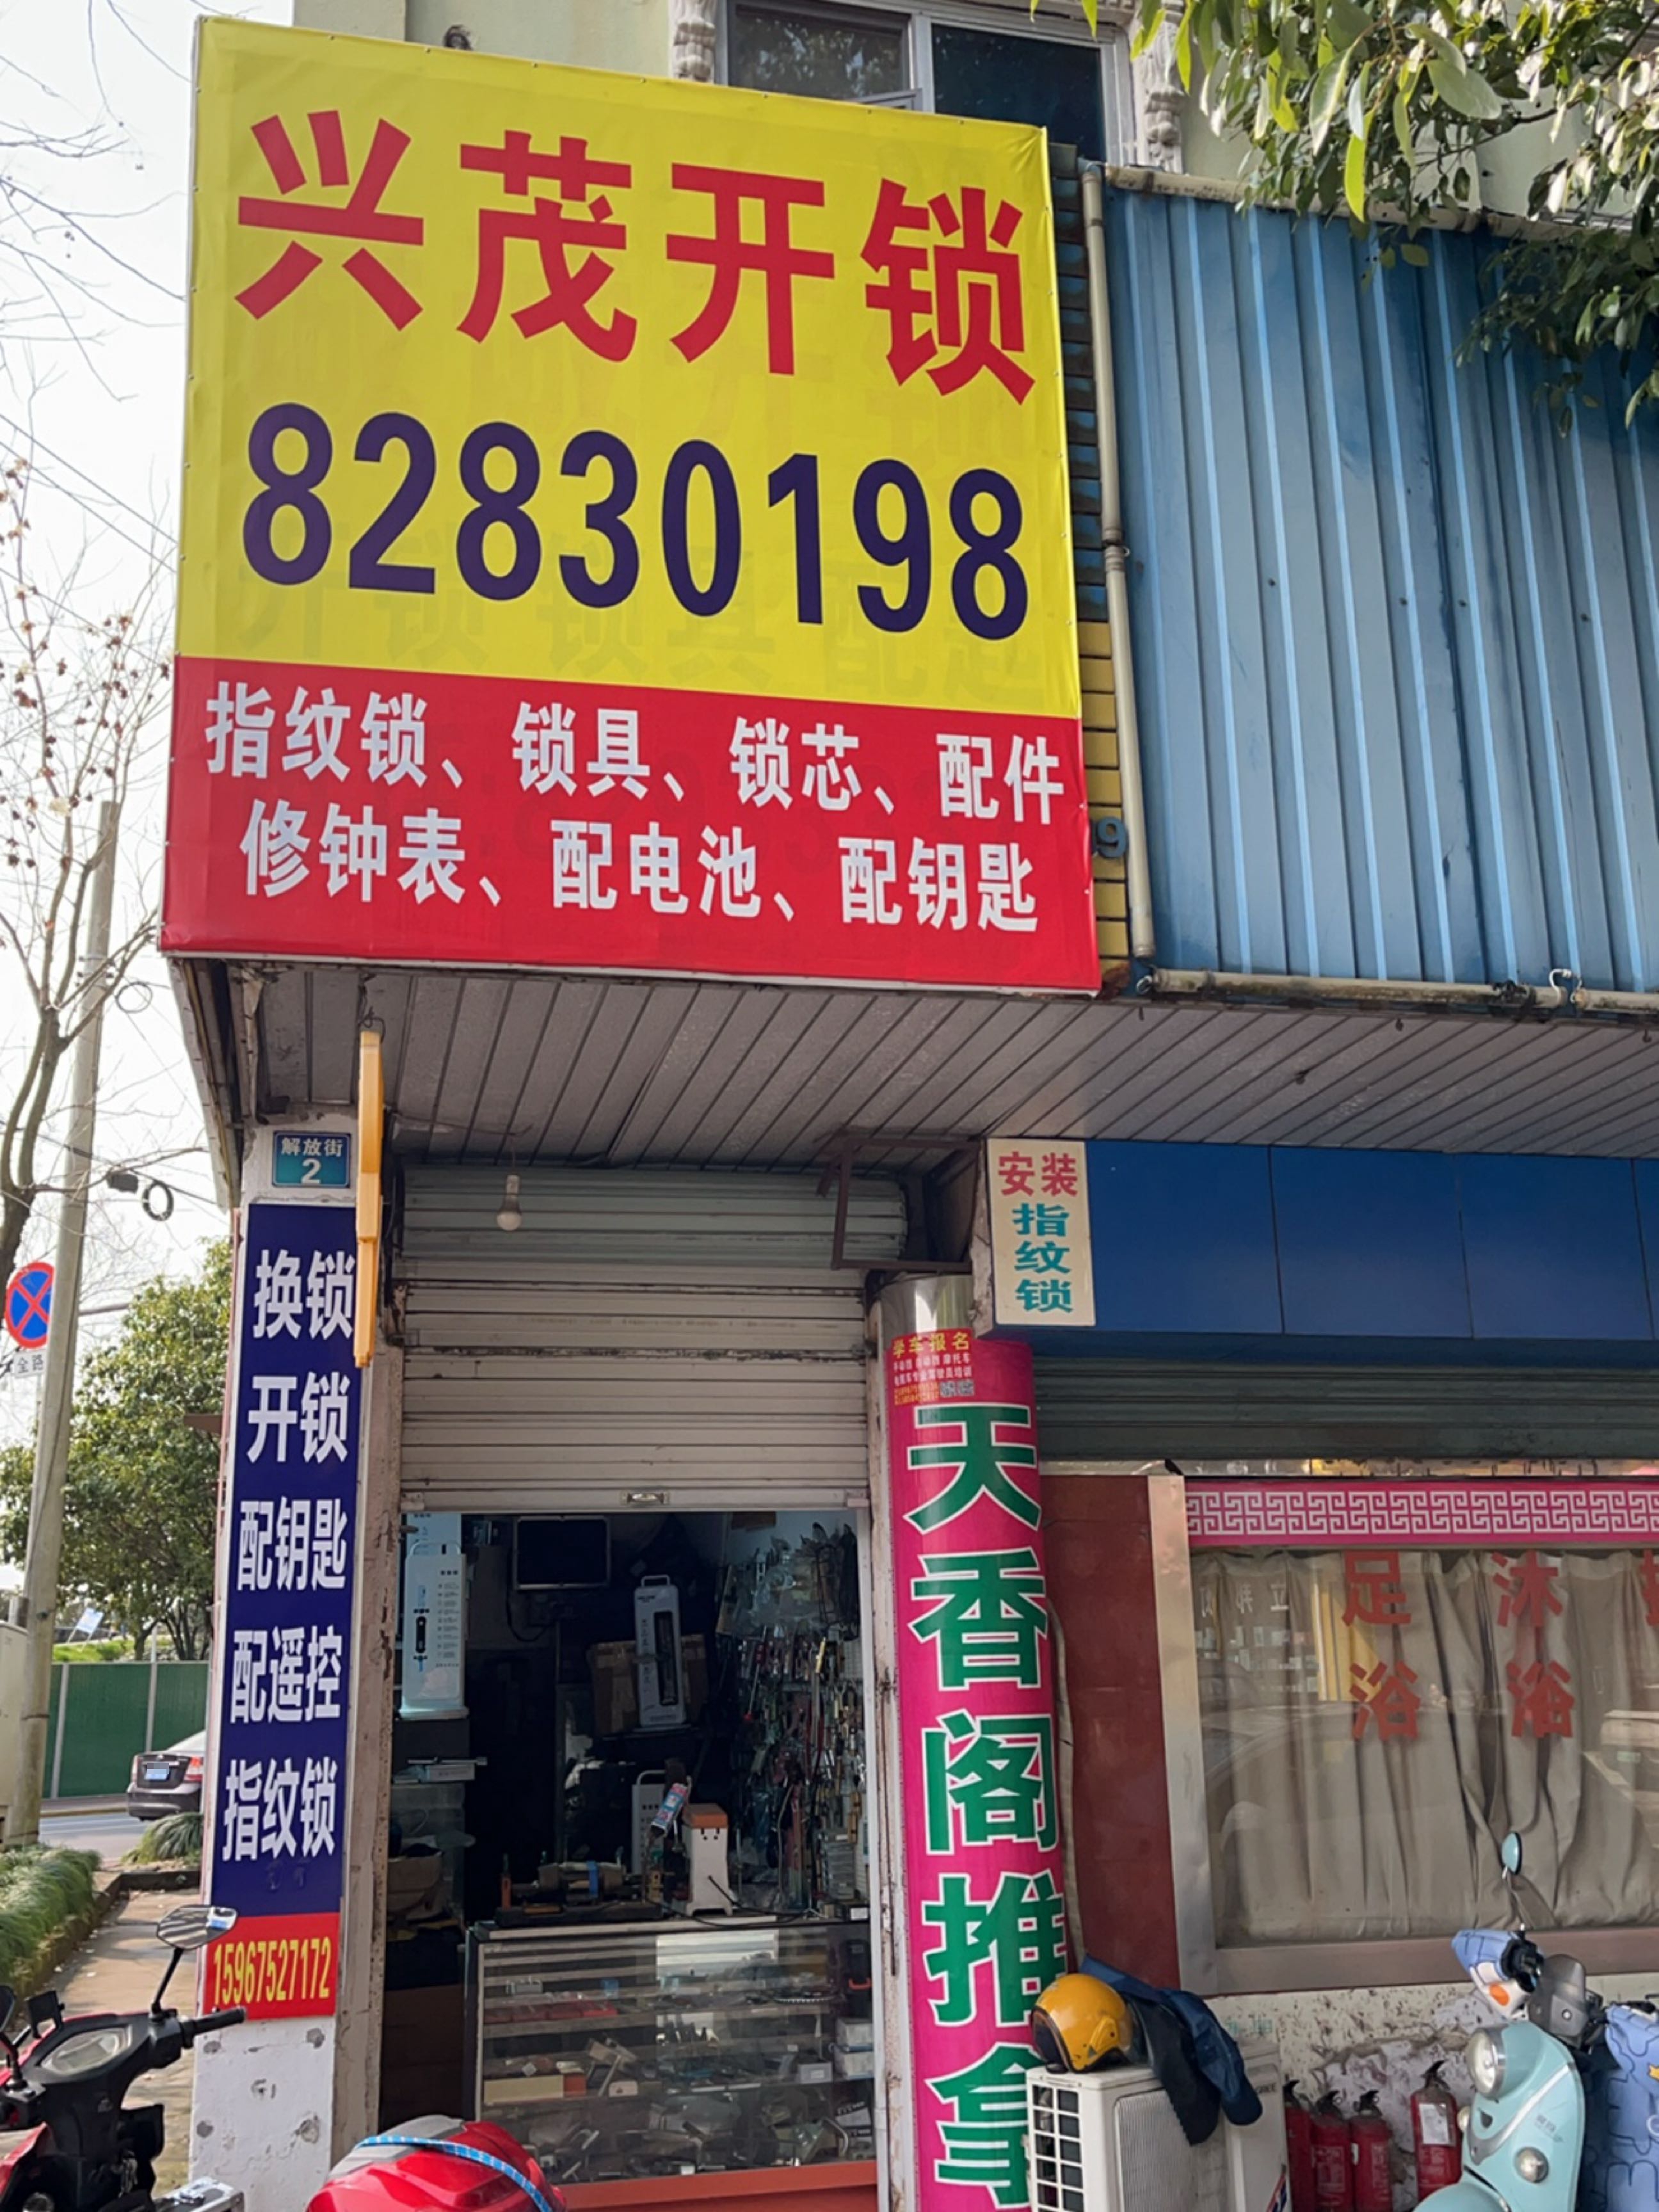 兴茂开锁
82830198
指纹锁、锁具、锁芯、配件
修钟表、配电池、配钥匙
9
解放街
2
换锁
开锁
配钥匙
配遥控
指纹锁
15967527172
安装
指纹锁
学车报名
天香阁推拿
足浴
沐浴
全路